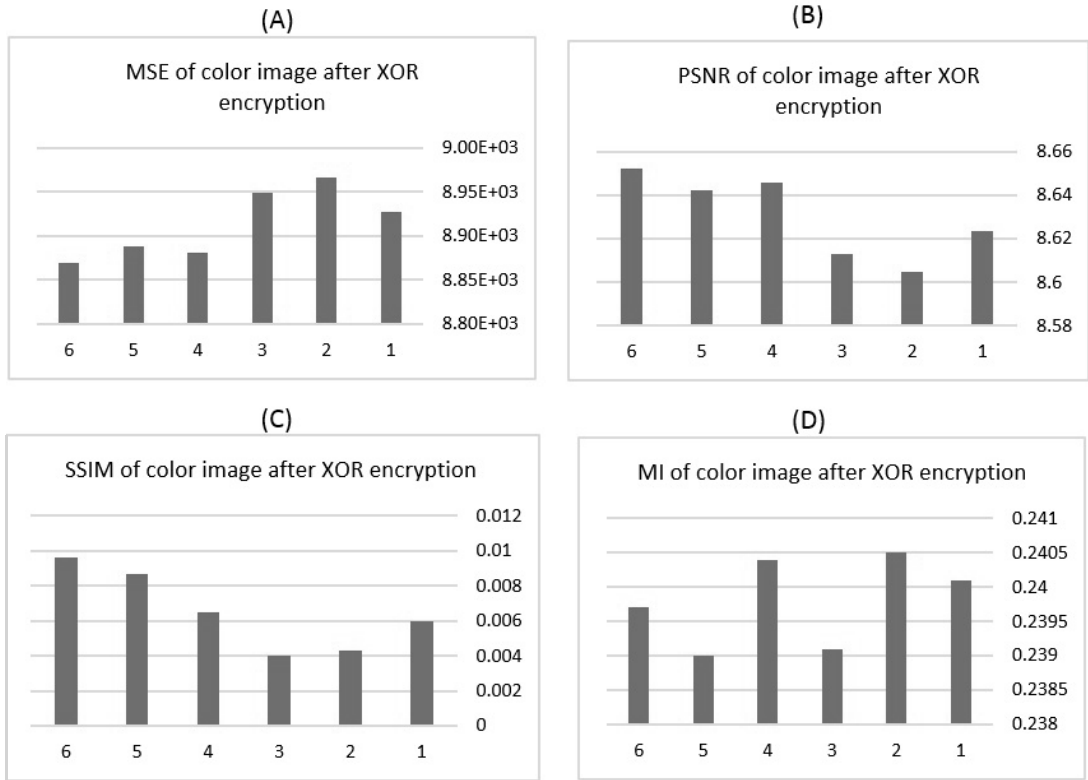 (A)
MSE of color image after XOR
encryption
9.00E+03
8.95E+03
8.90E+03
8.85E+03
8.80E+03
6 5 4 3 2 1
(B)
PSNR of color image after XOR
encryption
8.66
8.64
8.62
8.6
8.58
6 5 4 3 2 1
(C)
SSIM of color image after XOR encryption
0.012
0.01
0.008
0.006
0.004
0.002
0
6 5 4 3 2 1
(D)
MI of color image after XOR encryption
0.241
0.2405
0.24
0.2395
0.239
0.2385
0.238
6 5 4 3 2 1